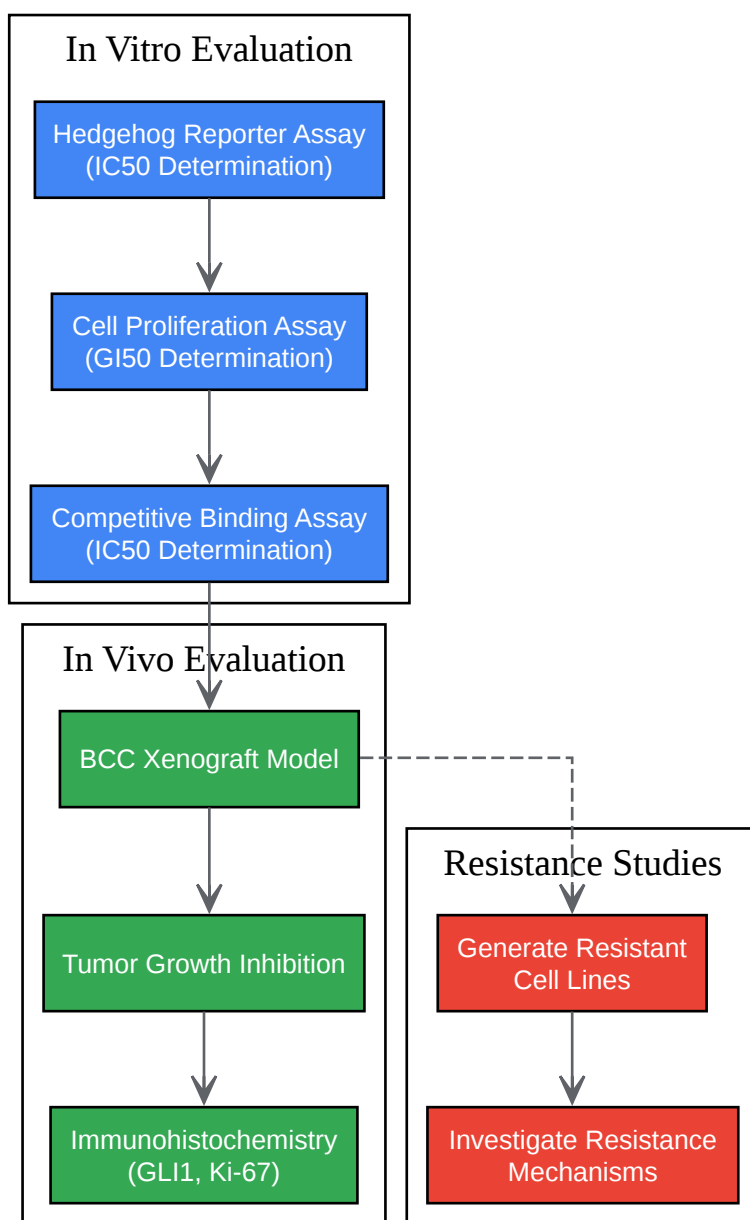 In Vitro Evaluation
Hedgehog Reporter Assay
(IC50 Determination)
Cell Proliferation Assay
(GI50 Determination)
Competitive Binding Assay
(IC50 Determination)
In Vivo Evaluation
BCC Xenograft Model
Tumor Growth Inhibition
Immunohistochemistry
(GLI1, Ki-67)
Resistance Studies
Generate Resistant
Cell Lines
Investigate Resistance
Mechanisms